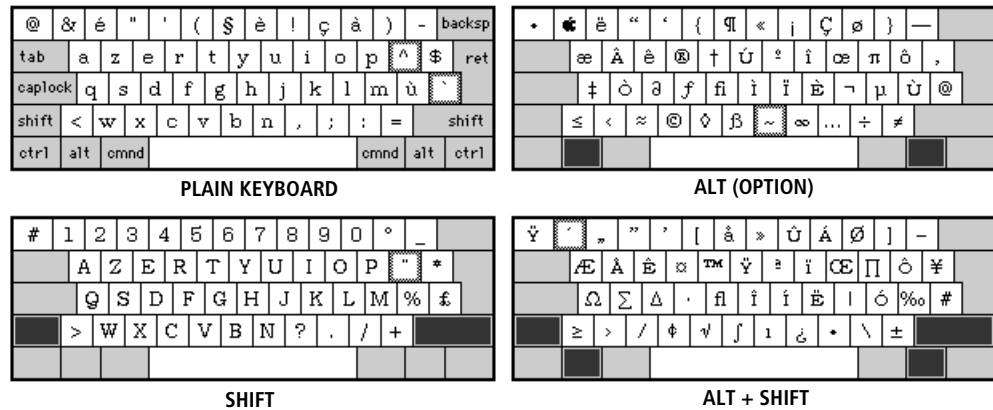 @ & é " ' ( § è ! ç à ) - backsp
tab a z e r t y u i o p ^ $ ret
caplock q s d f g h j k l m ù `
shift < w x c v b n , ; : = shift
ctrl alt cmnd cmnd alt ctrl
PLAIN KEYBOARD
•  ë “ ‘ { ¶ « ¡ Ç ø } —
æ Â ê ® † Ú º î œ π ô ‚
‡ Ò ∂ ƒ ﬁ Ì Ï È ¬ µ Ù @
≤ ‹ ≈ © ◊ ß ~ ∞ … ÷ ≠
ALT (OPTION)
# 1 2 3 4 5 6 7 8 9 0 ° _
A Z E R T Y U I O P ¨ *
Q S D F G H J K L M % £
> W X C V B N ? . / +
SHIFT
Ÿ ´ „ ” ’ [ å » Û Á Ø ] –
Æ Å Ê ¤ ™ Ÿ ª ï Œ ∏ Ô ¥
Ω ∑ ∆ · ﬂ Î Í Ë | Ó ‰ #
≥ › ⁄ ¢ √ ∫ ı ¿ • \ ±
ALT + SHIFT